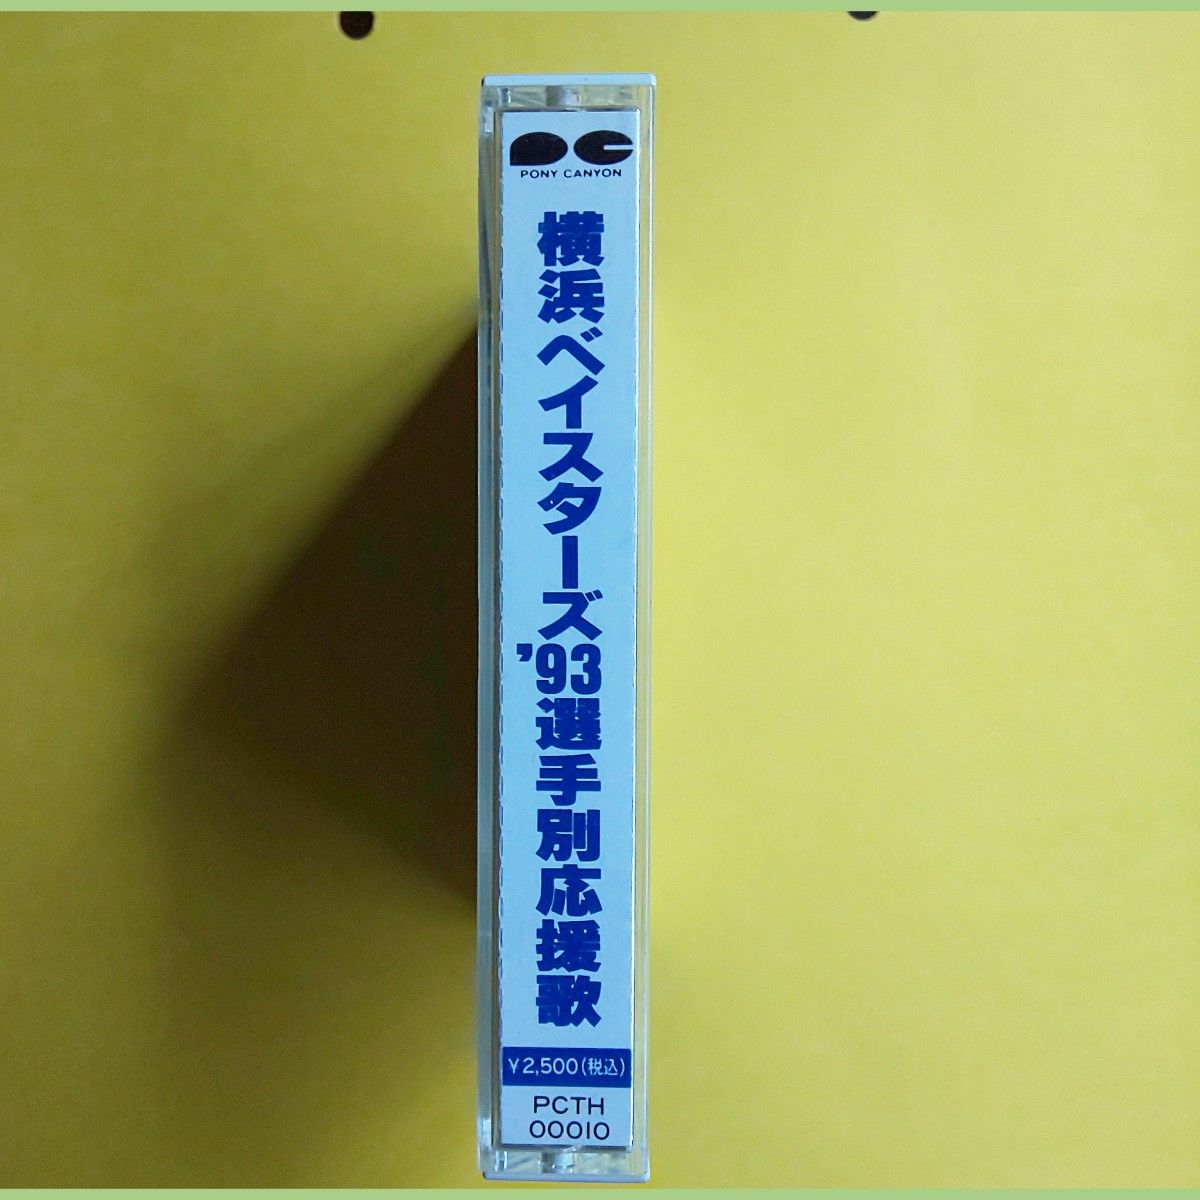 PONY CANYON
横浜ベイスターズ'93選手別応援歌
¥2,500(税込)
PCTH
00010